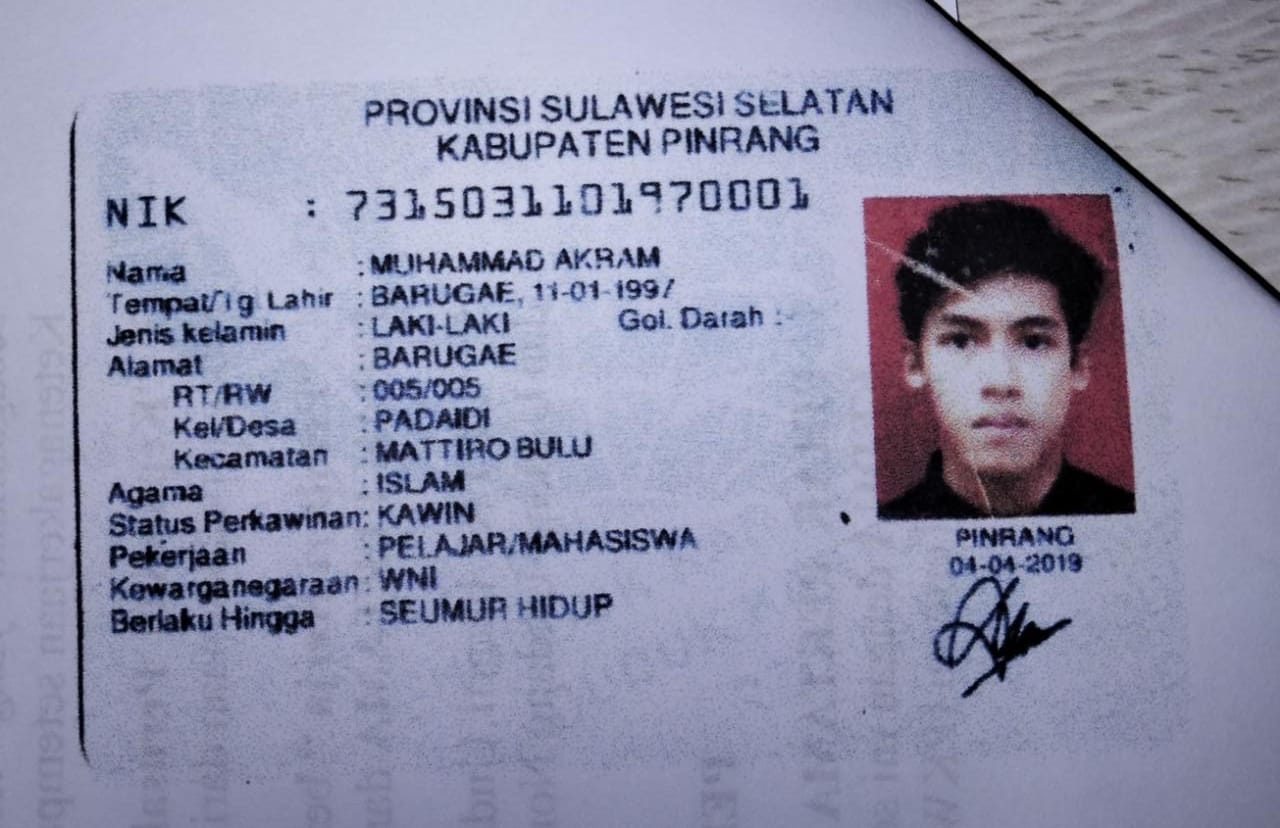 PROVINSI SULAWESI SELATAN
KABUPATEN PINRANG
NIK : 7315031101970001
Nama : MUHAMMAD AKRAM
Tempat/Tg Lahir : BARUGAE, 11-01-1997
Jenis kelamin : LAKI-LAKI Gol. Darah : -
Alamat : BARUGAE
RT/RW : 005/005
Kel/Desa : PADAIDI
Kecamatan : MATTIRO BULU
Agama : ISLAM
Status Perkawinan: KAWIN
Pekerjaan : PELAJAR/MAHASISWA
Kewarganegaraan: WNI
Berlaku Hingga : SEUMUR HIDUP
PINRANG
04-04-2019